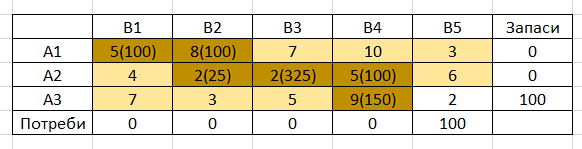 B1 B2 B3 B4 B5 Запаси
A1 5(100) 8(100) 7 10 3 0
A2 4 2(25) 2(325) 5(100) 6 0
A3 7 3 5 9(150) 2 100
Потреби 0 0 0 0 100